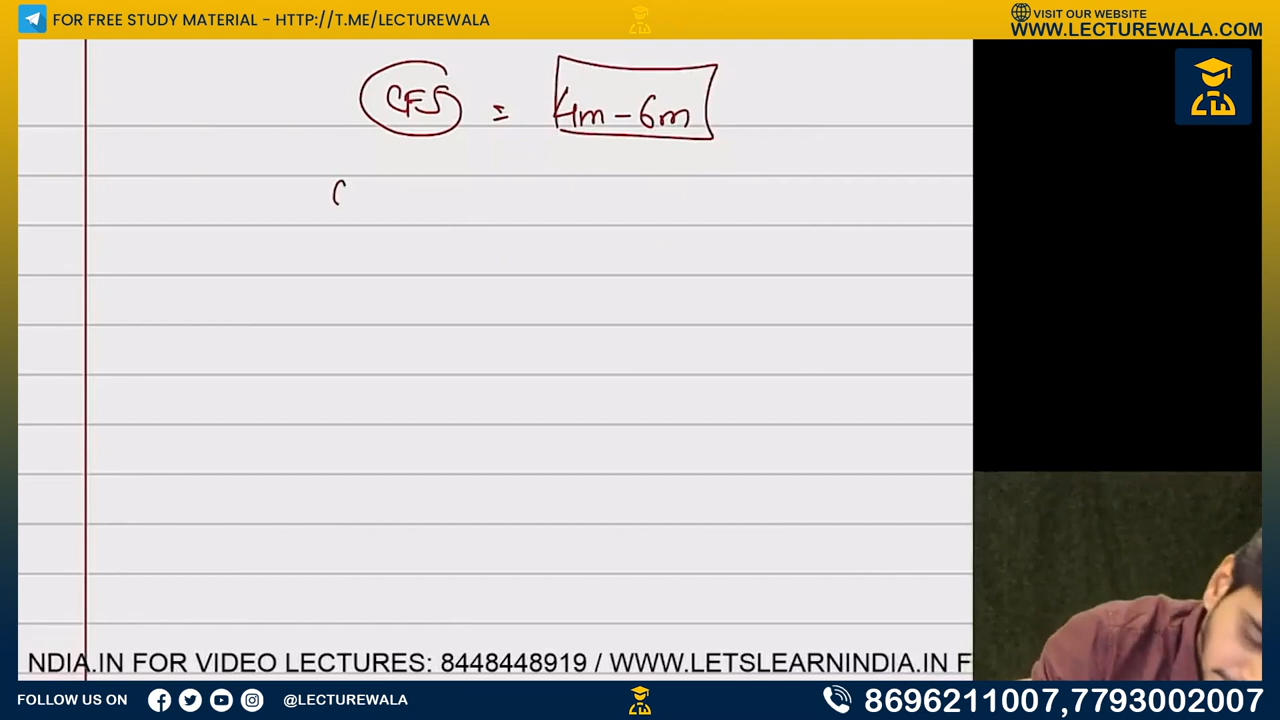 FOR FREE STUDY MATERIAL - HTTP://T.ME/LECTUREWALA
VISIT OUR WEBSITE
WWW.LECTUREWALA.COM
CFS = 4m - 6m
NDIA.IN FOR VIDEO LECTURES: 8448448919 / WWW.LETSLEARNINDIA.IN F
FOLLOW US ON
@LECTUREWALA
8696211007,7793002007